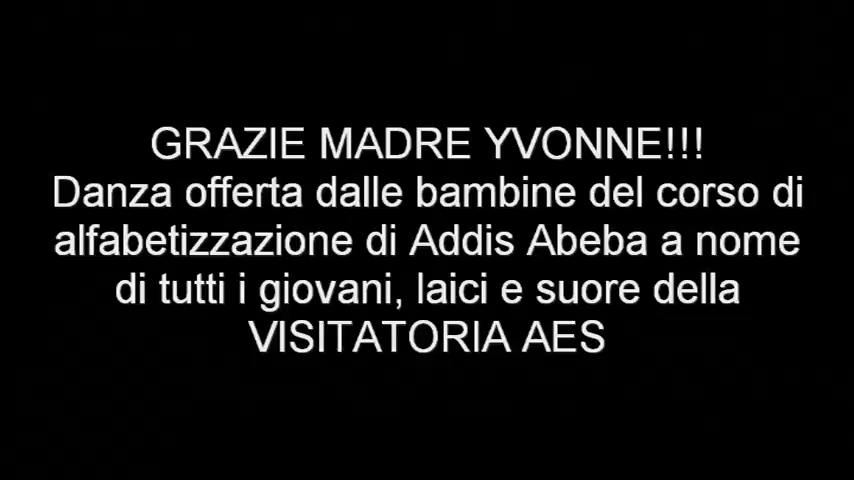 GRAZIE MADRE YVONNE!!!
Danza offerta dalle bambine del corso di
alfabetizzazione di Addis Abeba a nome
di tutti i giovani, laici e suore della
VISITATORIA AES